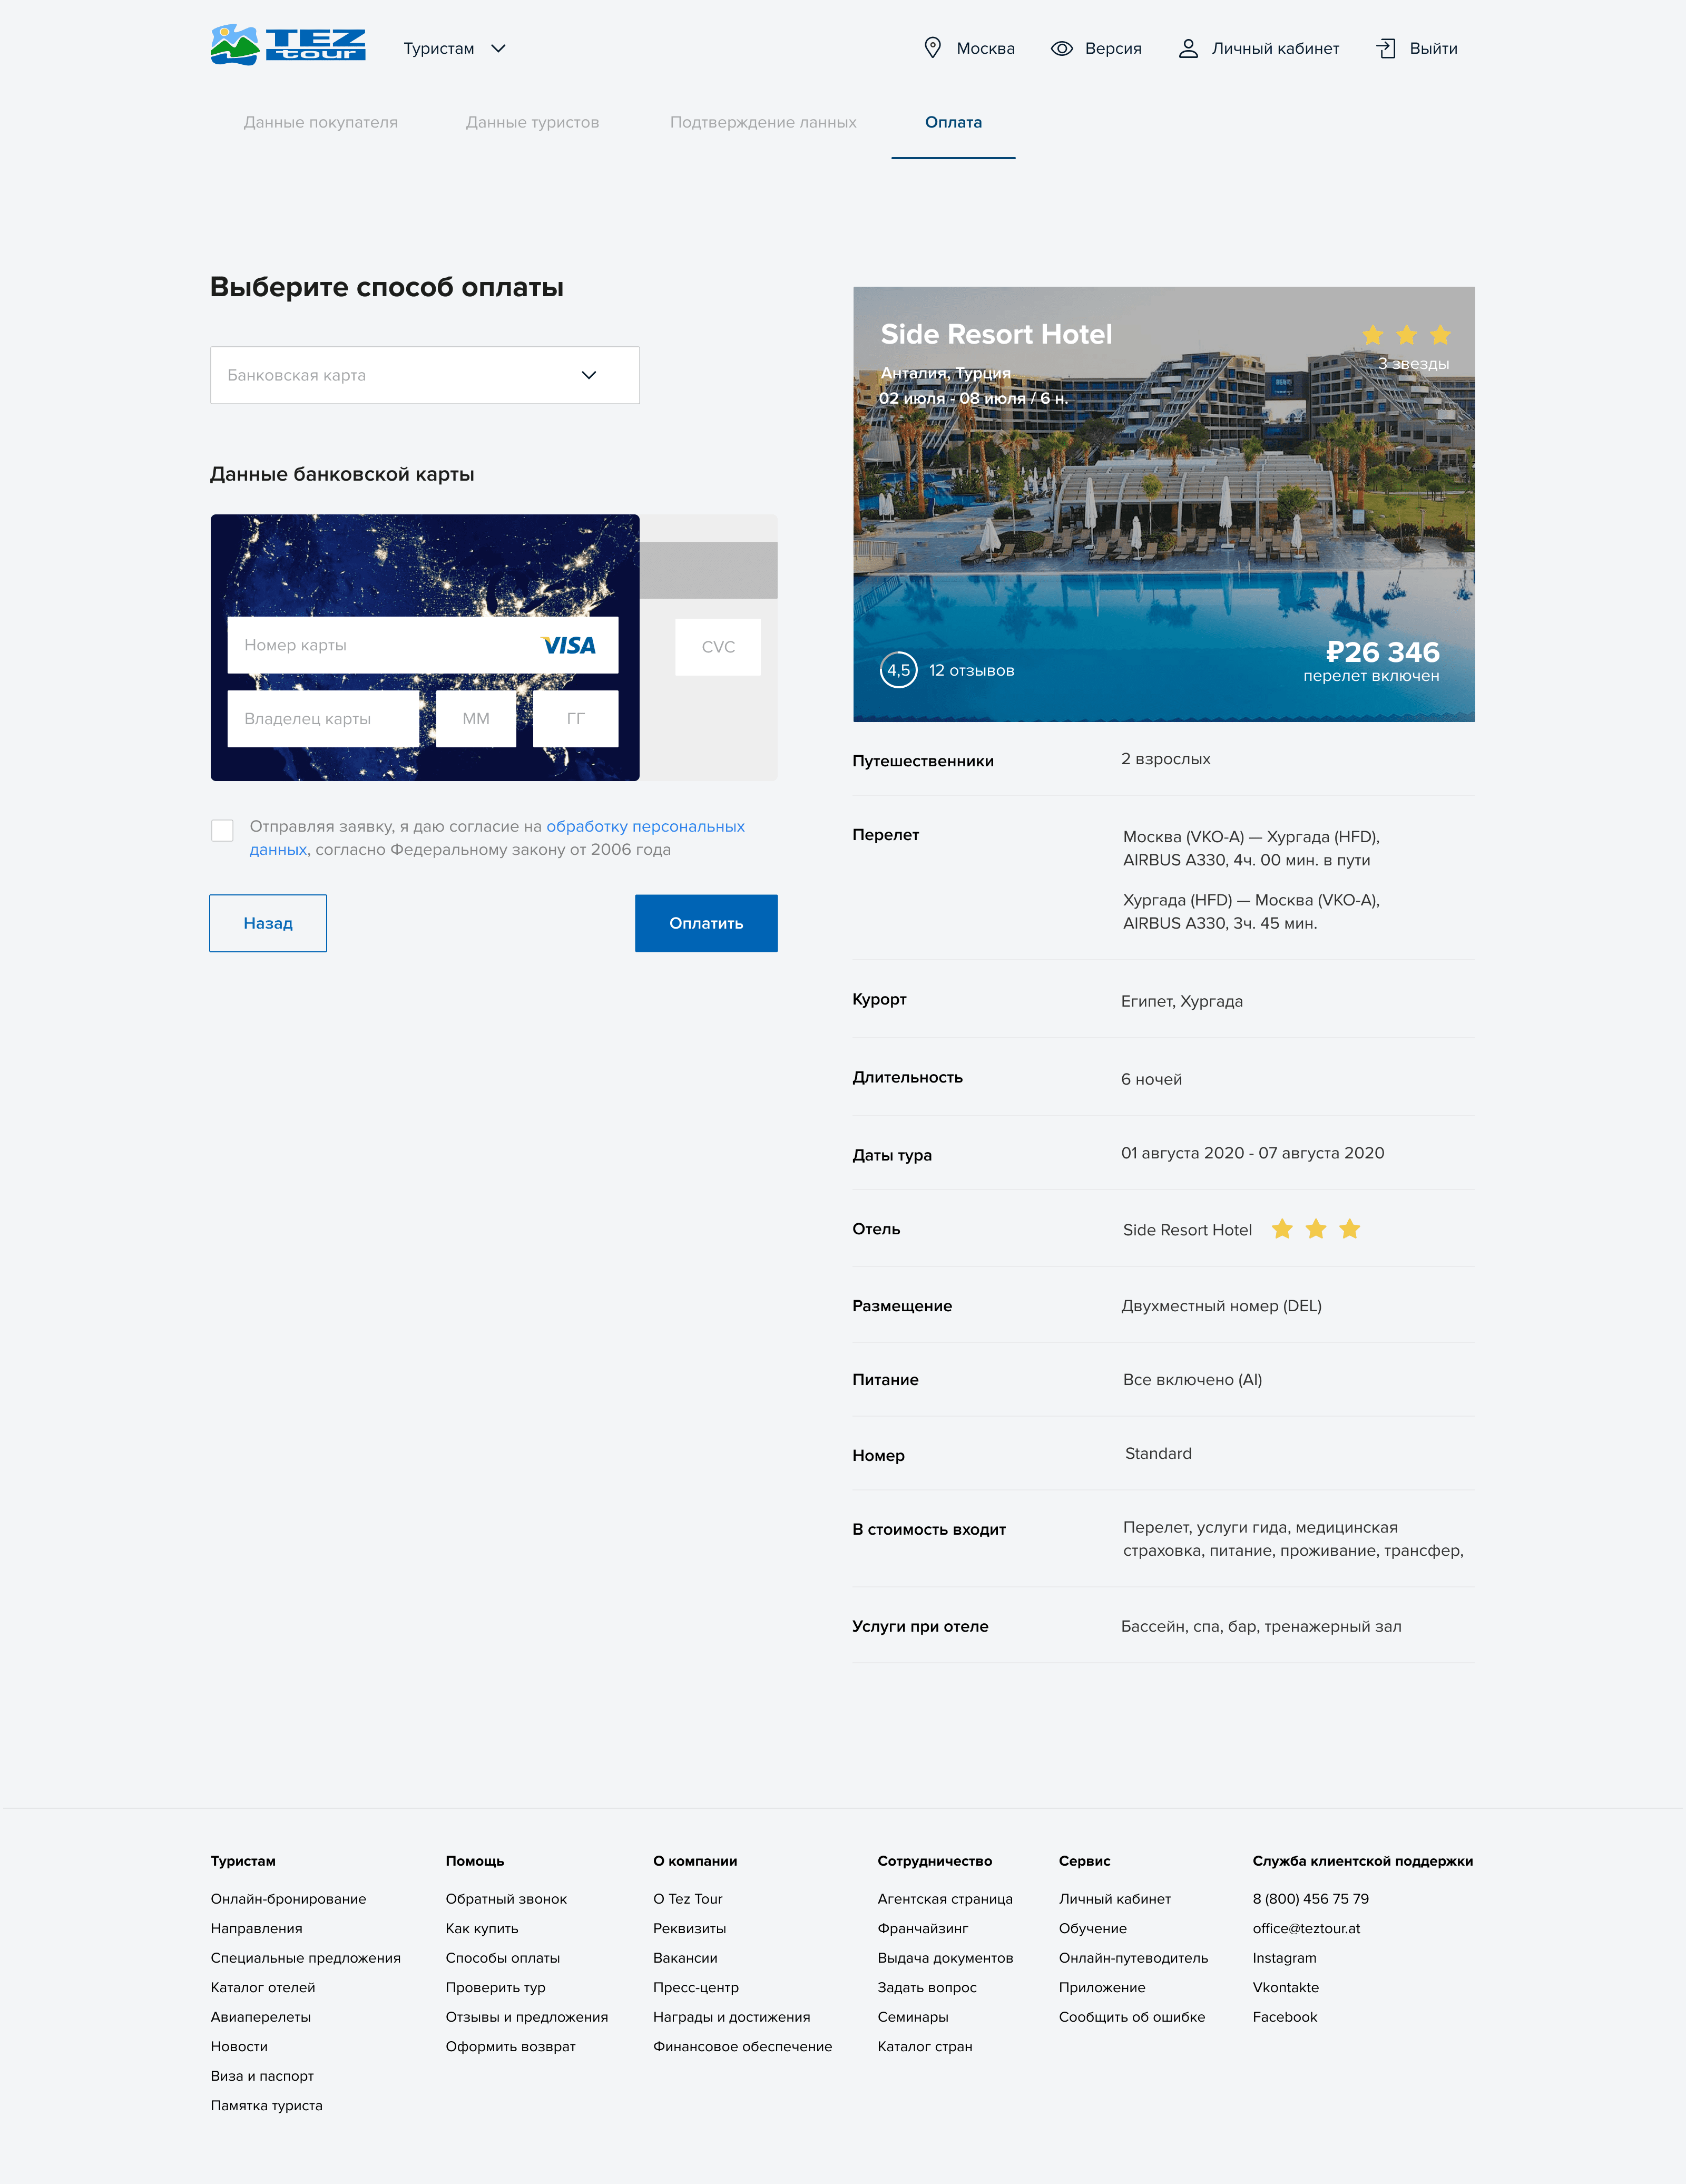 TEZ
tour
Туристам
Москва
Версия
Личный кабинет
Выйти
Данные покупателя
Данные туристов
Подтверждение ланных
Оплата
Выберите способ оплаты
Банковская карта
Данные банковской карты
Номер карты
VISA
CVC
Владелец карты
ММ
ГГ
Отправляя заявку, я даю согласие на обработку персональных
данных, согласно Федеральному закону от 2006 года
Назад
Оплатить
Side Resort Hotel
3 звезды
Анталия, Турция
02 июля - 08 июля / 6 н.
4,5
12 отзывов
₽26 346
перелет включен
Путешественники
2 взрослых
Перелет
Москва (VKO-A) — Хургада (HFD),
AIRBUS A330, 4ч. 00 мин. в пути
Хургада (HFD) — Москва (VKO-A),
AIRBUS A330, 3ч. 45 мин.
Курорт
Египет, Хургада
Длительность
6 ночей
Даты тура
01 августа 2020 - 07 августа 2020
Отель
Side Resort Hotel
Размещение
Двухместный номер (DEL)
Питание
Все включено (AI)
Номер
Standard
В стоимость входит
Перелет, услуги гида, медицинская
страховка, питание, проживание, трансфер,
Услуги при отеле
Бассейн, спа, бар, тренажерный зал
Туристам
Онлайн-бронирование
Направления
Специальные предложения
Каталог отелей
Авиаперелеты
Новости
Виза и паспорт
Памятка туриста
Помощь
Обратный звонок
Как купить
Способы оплаты
Проверить тур
Отзывы и предложения
Оформить возврат
О компании
О Tez Tour
Реквизиты
Вакансии
Пресс-центр
Награды и достижения
Финансовое обеспечение
Сотрудничество
Агентская страница
Франчайзинг
Выдача документов
Задать вопрос
Семинары
Каталог стран
Сервис
Личный кабинет
Обучение
Онлайн-путеводитель
Приложение
Сообщить об ошибке
Служба клиентской поддержки
8 (800) 456 75 79
office@teztour.at
Instagram
Vkontakte
Facebook